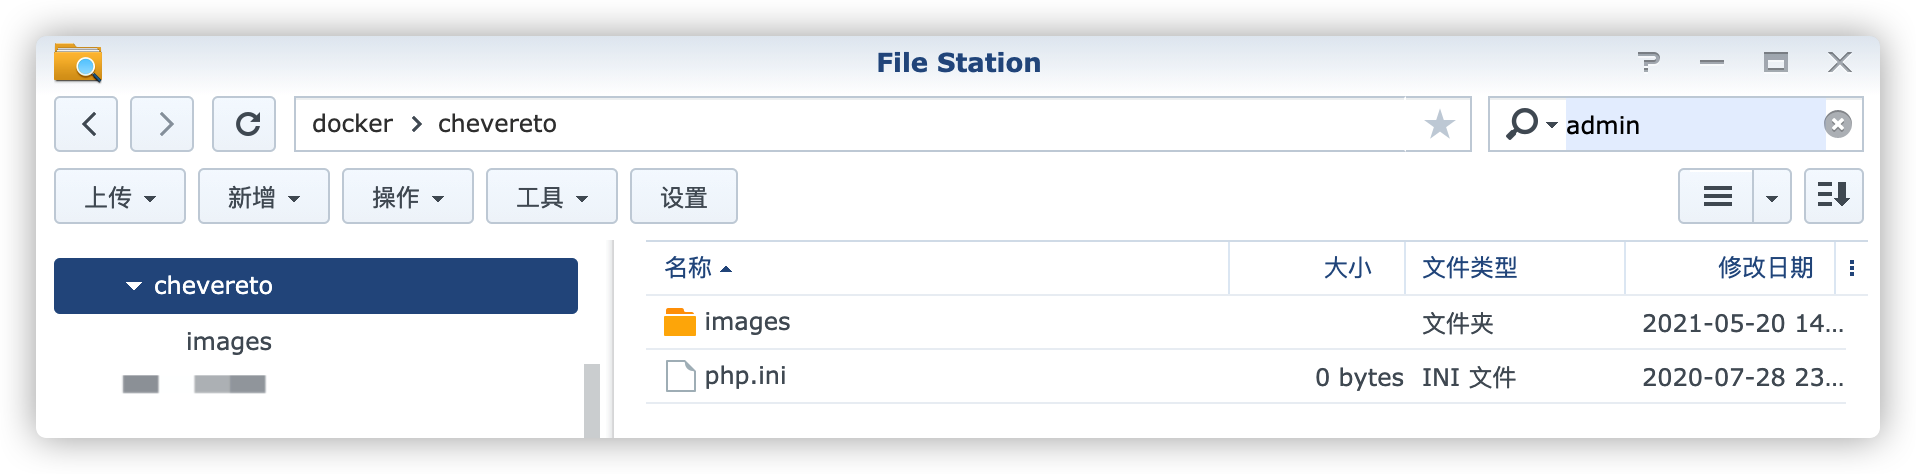 File Station
docker chevereto admin
上传 新增 操作 工具 设置
chevereto
images
名称 大小 文件类型 修改日期
images 文件夹 2021-05-20 14...
php.ini 0 bytes INI 文件 2020-07-28 23...